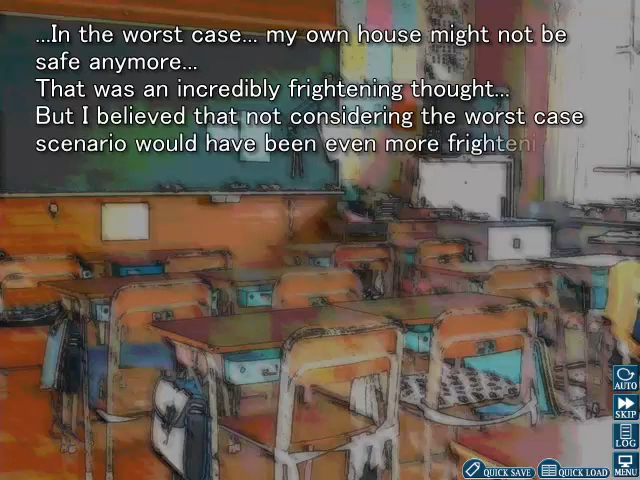 ...In the worst case... my own house might not be
safe anymore...
That was an incredibly frightening thought...
But I believed that not considering the worst case
scenario would have been even more frighteni
AUTO
SKIP
LOG
MENU
QUICK SAVE
QUICK LOAD